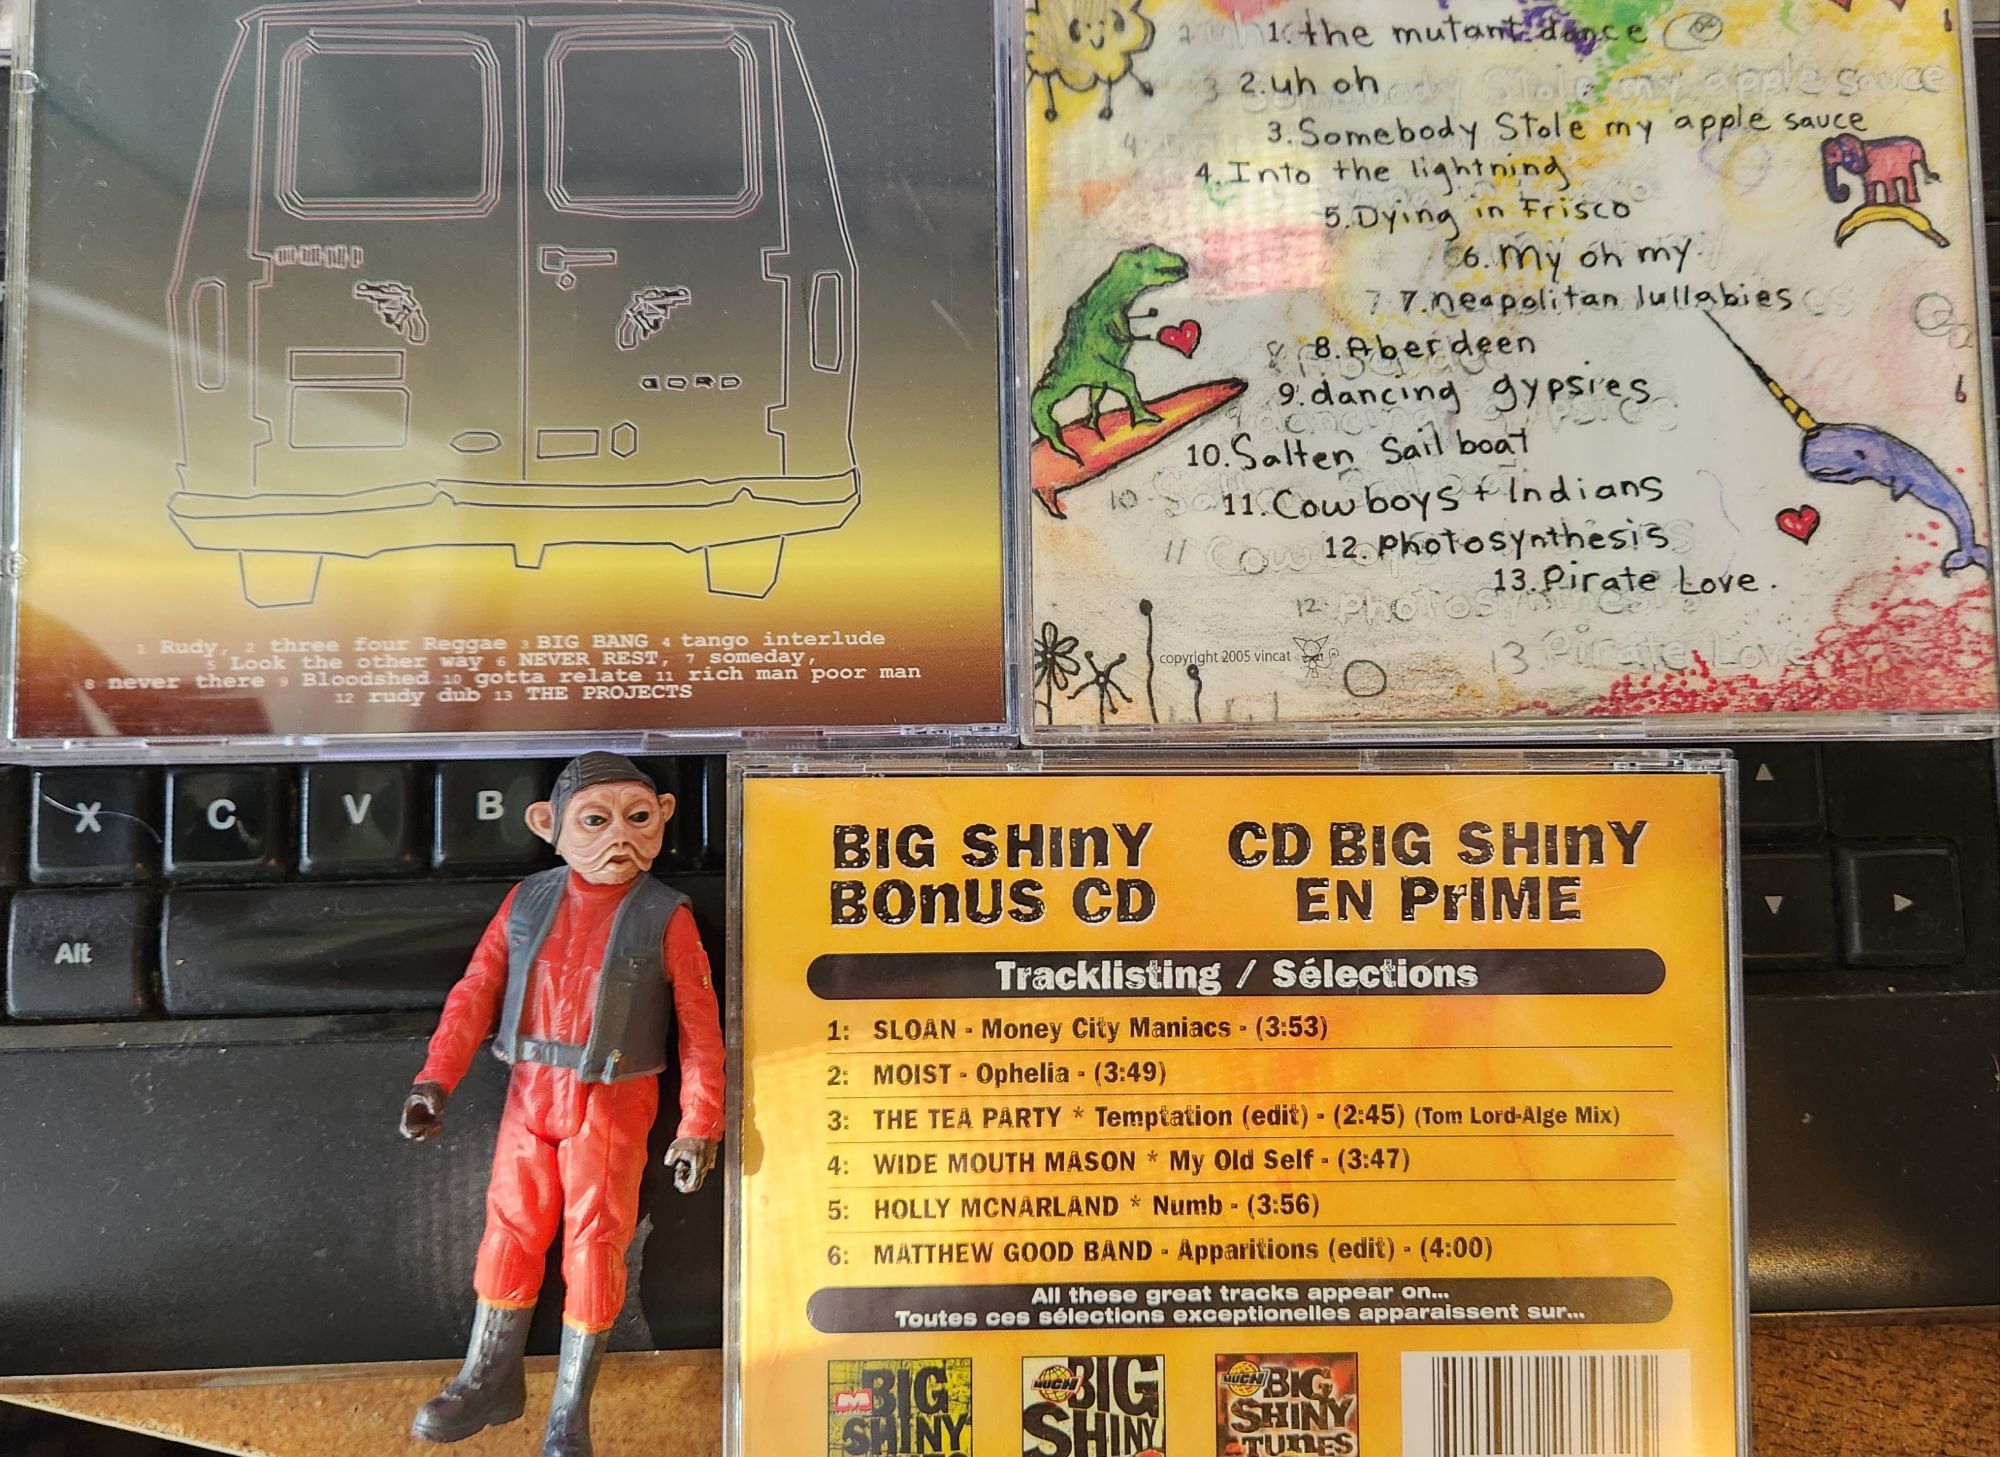 1 Rudy, 2 three four Reggae 3 BIG BANG 4 tango interlude
5 Look the other way 6 NEVER REST, 7 someday,
8 never there 9 Bloodshed 10 gotta relate 11 rich man poor man
12 rudy dub 13 THE PROJECTS
1. the mutant dance
2. uh oh
3. Somebody Stole my apple sauce
4. Into the lightning
5. Dying in Frisco
6. My oh my
7. neapolitan lullabies
8. Aberdeen
9. dancing gypsies
10. Salten Sail boat
11. Cowboys + Indians
12. photosynthesis
13. Pirate Love.
copyright 2005 vincat
X C V B
Alt
BIG SHInY
BOnUS CD
CD BIG SHInY
EN PrIME
Tracklisting / Sélections
1: SLOAN - Money City Maniacs - (3:53)
2: MOIST - Ophelia - (3:49)
3: THE TEA PARTY * Temptation (edit) - (2:45) (Tom Lord-Alge Mix)
4: WIDE MOUTH MASON * My Old Self - (3:47)
5: HOLLY MCNARLAND * Numb - (3:56)
6: MATTHEW GOOD BAND - Apparitions (edit) - (4:00)
All these great tracks appear on...
Toutes ces sélections exceptionelles apparaissent sur...
BIG
SHINY
MUCH BIG
SHINY
MUCH BIG
SHINY
TUnES